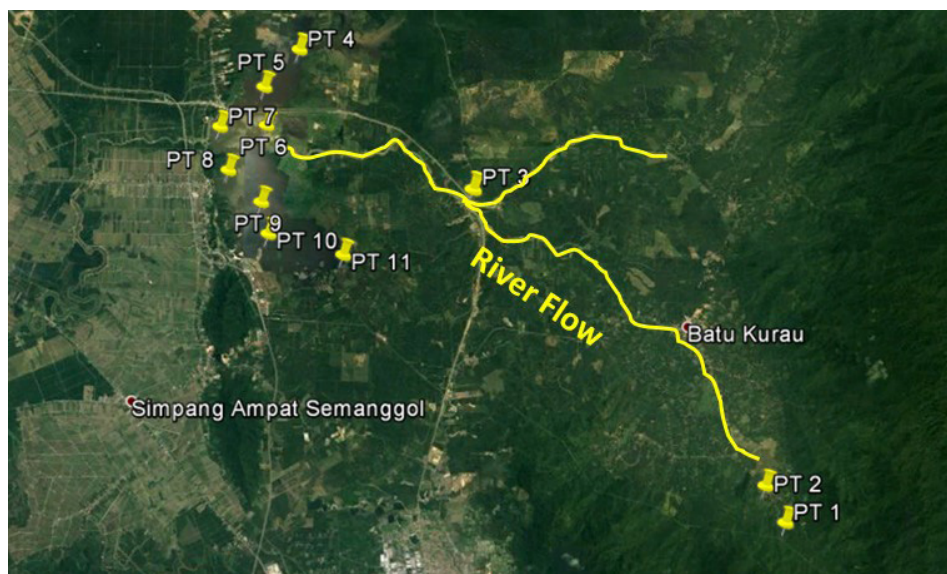 PT 4
PT 5
PT 7
PT 6
PT 8
PT 3
PT 9
PT 10
PT 11
River Flow
Batu Kurau
Simpang Ampat Semanggol
PT 2
PT 1